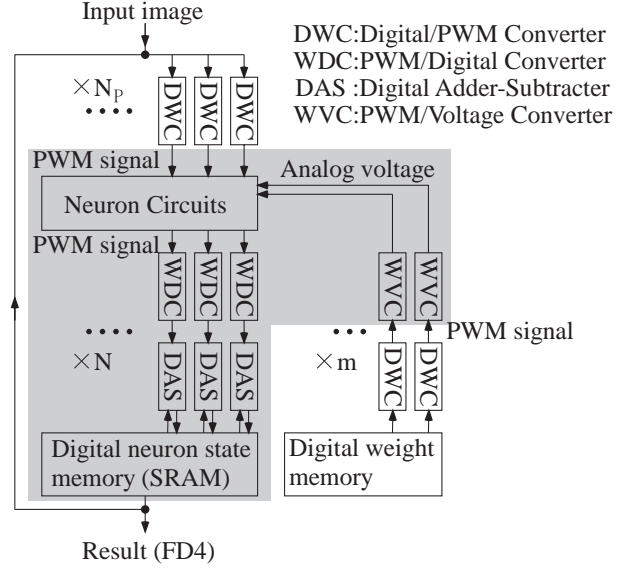 Input image
DWC:Digital/PWM Converter
WDC:PWM/Digital Converter
DAS :Digital Adder-Subtracter
WVC:PWM/Voltage Converter
×Np
DWC
DWC
DWC
PWM signal
Analog voltage
Neuron Circuits
PWM signal
WDC
WDC
WDC
WVC
WVC
PWM signal
×N
DAS
DAS
DAS
×m
DWC
DWC
Digital neuron state
memory (SRAM)
Digital weight
memory
Result (FD4)